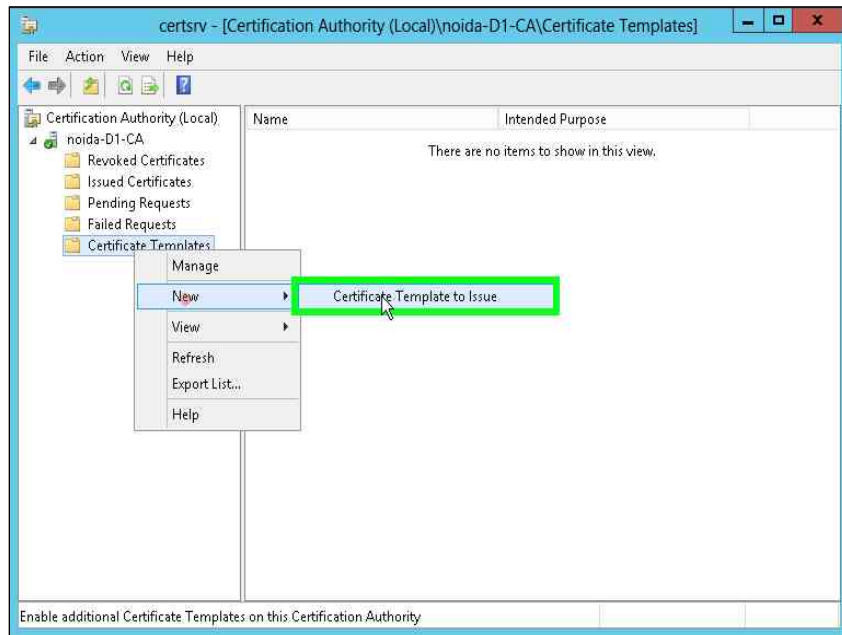 certsrv - [Certification Authority (Local)\noida-D1-CA\Certificate Templates]
File Action View Help
Certification Authority (Local)
Name Intended Purpose
noida-D1-CA
There are no items to show in this view.
Revoked Certificates
Issued Certificates
Pending Requests
Failed Requests
Certificate Templates
Manage
New
Certificate Template to Issue
View
Refresh
Export List...
Help
Enable additional Certificate Templates on this Certification Authority